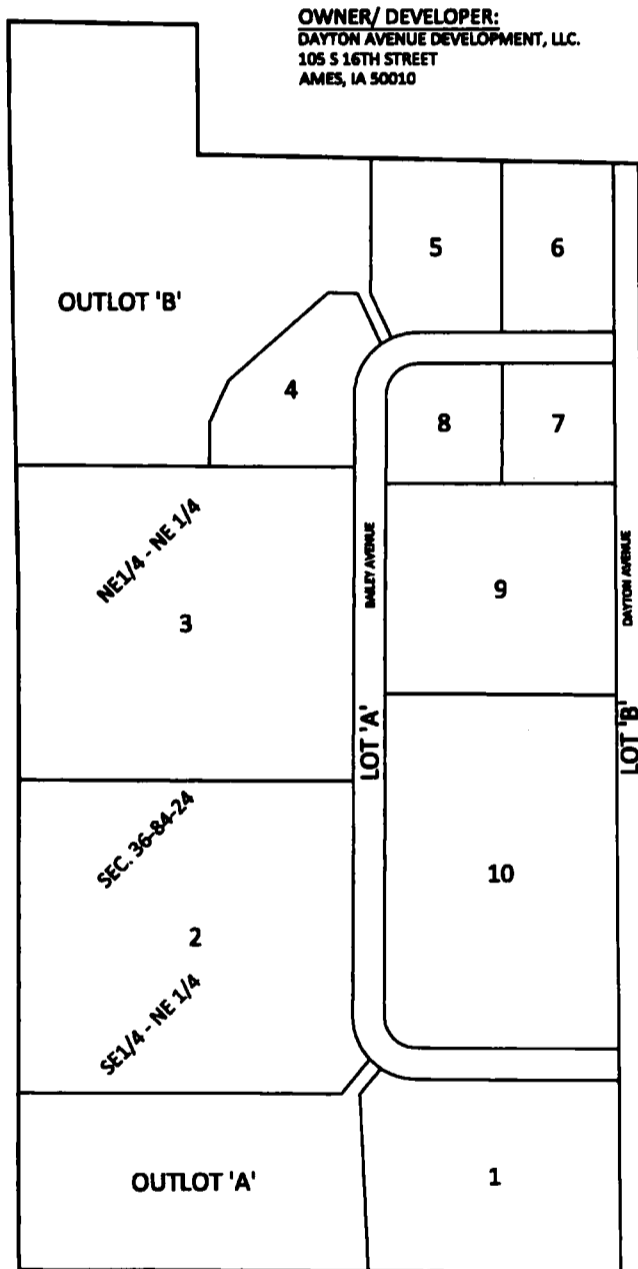 OWNER/ DEVELOPER:
DAYTON AVENUE DEVELOPMENT, LLC.
105 S 16TH STREET
AMES, IA 50010
5
6
OUTLOT 'B'
4
8
7
NE1/4 - NE 1/4
BAILEY AVENUE
DAYTON AVENUE
9
3
LOT 'A'
LOT 'B'
SEC. 36-84-24
10
2
SE1/4 - NE 1/4
OUTLOT 'A'
1